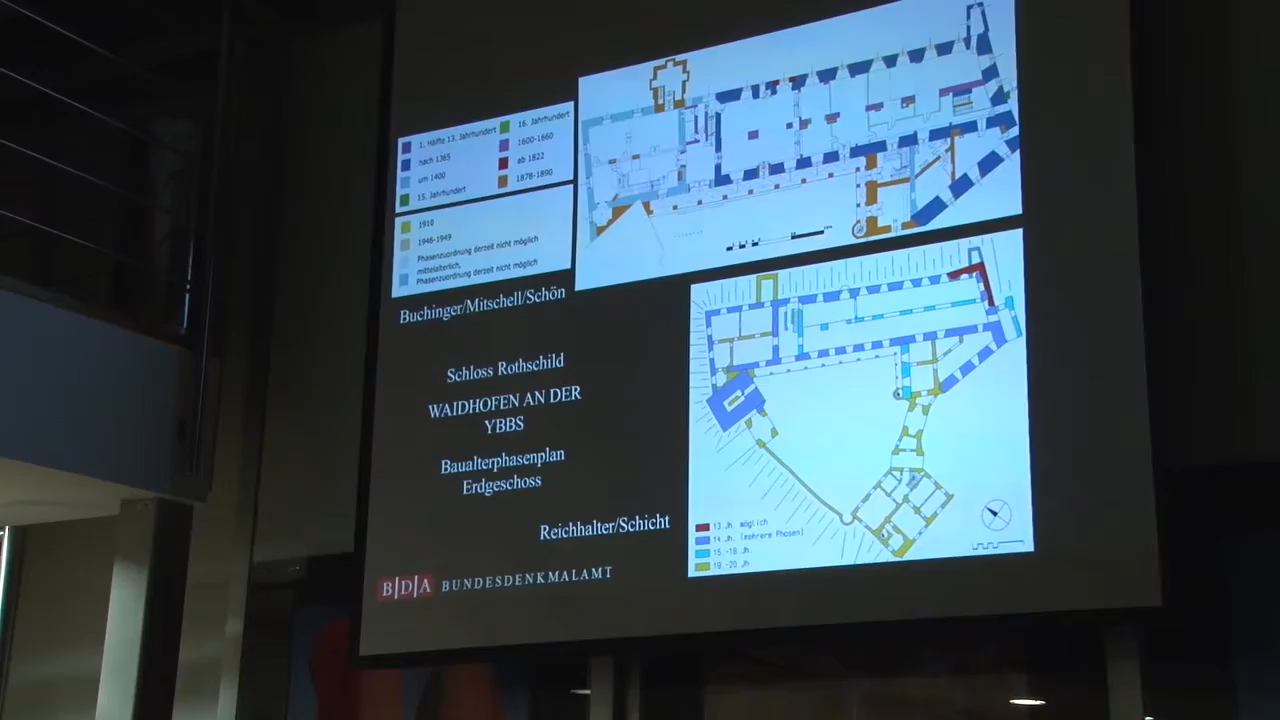 1. Hälfte 13. Jahrhundert
nach 1365
um 1400
15. Jahrhundert
16. Jahrhundert
1600-1660
ab 1822
1878-1890
1910
1946-1949
Phasenzuordnung derzeit nicht möglich
mittelalterlich,
Phasenzuordnung derzeit nicht möglich
Buchinger/Mitschell/Schön
Schloss Rothschild
WAIDHOFEN AN DER
YBBS
Baualterphasenplan
Erdgeschoss
Reichhalter/Schicht
13.Jh. möglich
14 Jh. (mehrere Phasen)
15.-18. Jh.
19.-20 Jh.
B|D|A BUNDESDENKMALAMT